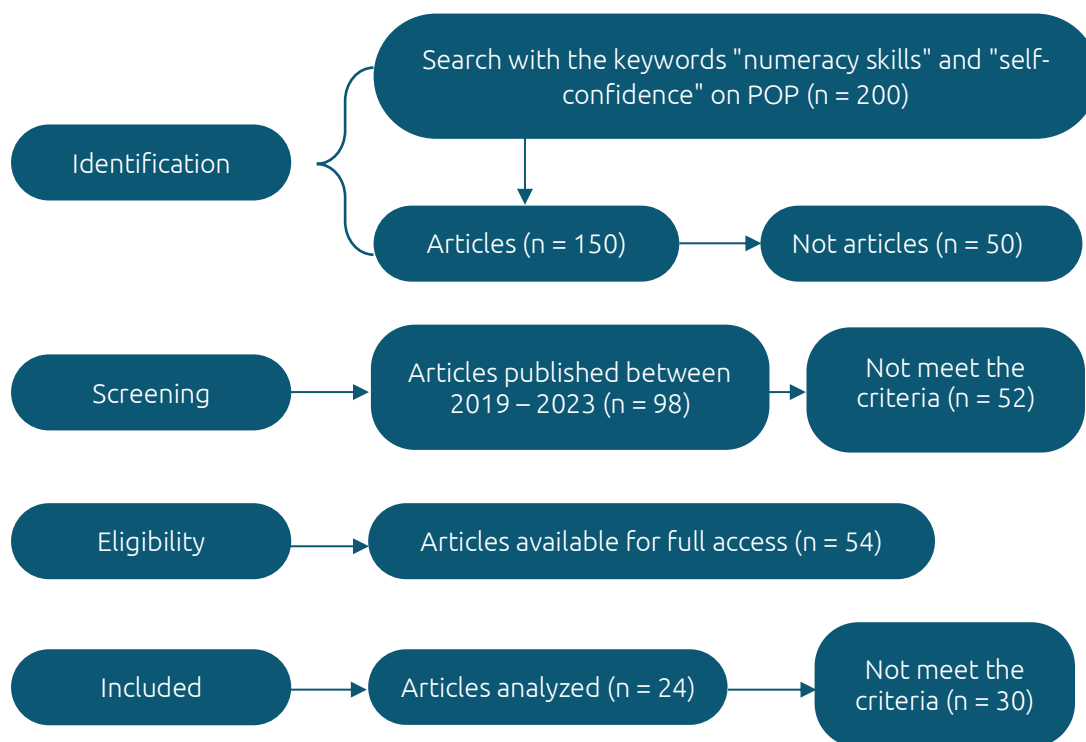 Search with the keywords "numeracy skills" and "self-
confidence" on POP (n = 200)
Identification
Articles (n = 150)
Not articles (n = 50)
Screening
Articles published between
2019 – 2023 (n = 98)
Not meet the
criteria (n = 52)
Eligibility
Articles available for full access (n = 54)
Included
Articles analyzed (n = 24)
Not meet the
criteria (n = 30)